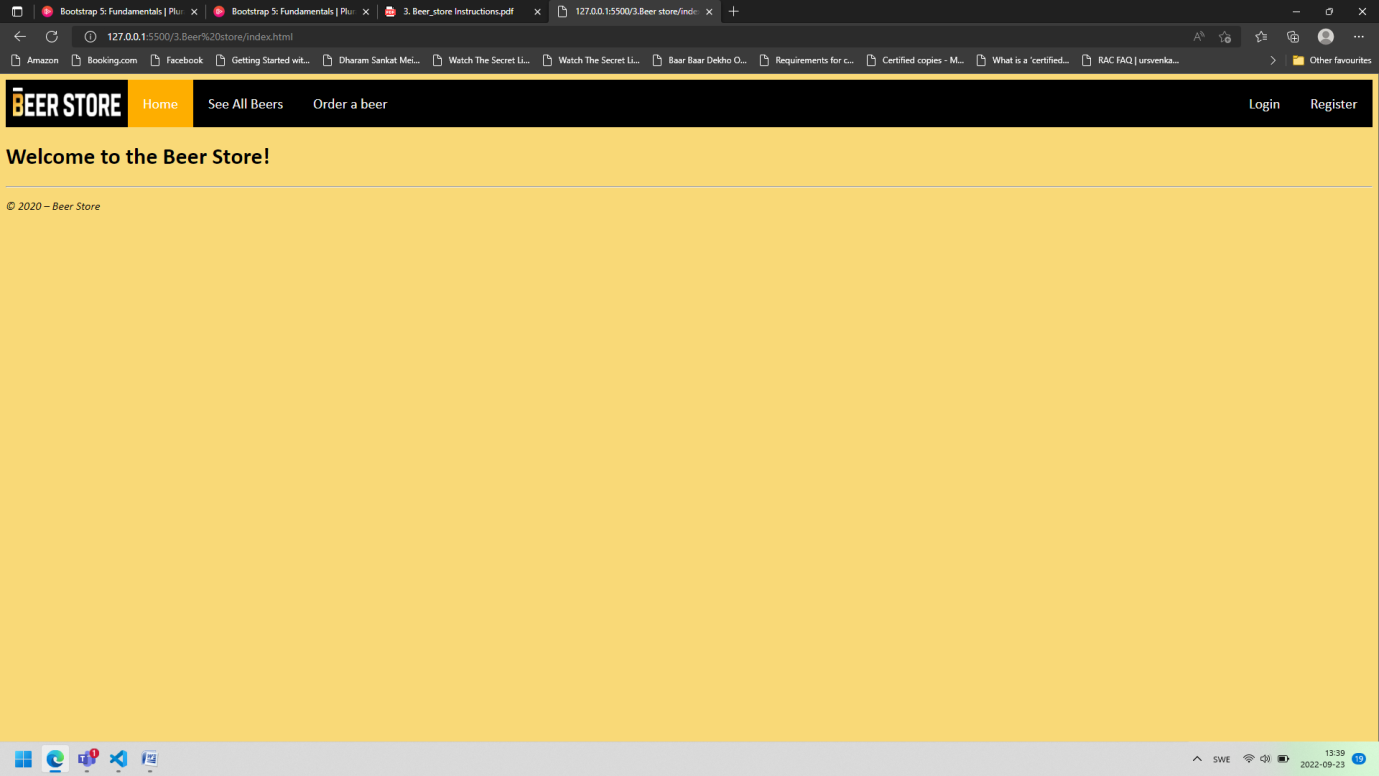 Bootstrap 5: Fundamentals | Plur
Bootstrap 5: Fundamentals | Plur
3. Beer_store Instructions.pdf
127.0.0.1:5500/3.Beer store/inde
127.0.0.1:5500/3.Beer%20store/index.html
Amazon
Booking.com
Facebook
Getting Started wit...
Dharam Sankat Mei...
Watch The Secret Li...
Watch The Secret Li...
Baar Baar Dekho O...
Requirements for c...
Certified copies - M...
What is a 'certified...
RAC FAQ | ursvenka...
Other favourites
BEER STORE
Home
See All Beers
Order a beer
Login
Register
Welcome to the Beer Store!
© 2020 – Beer Store
1
SWE
13:39
2022-09-23
19